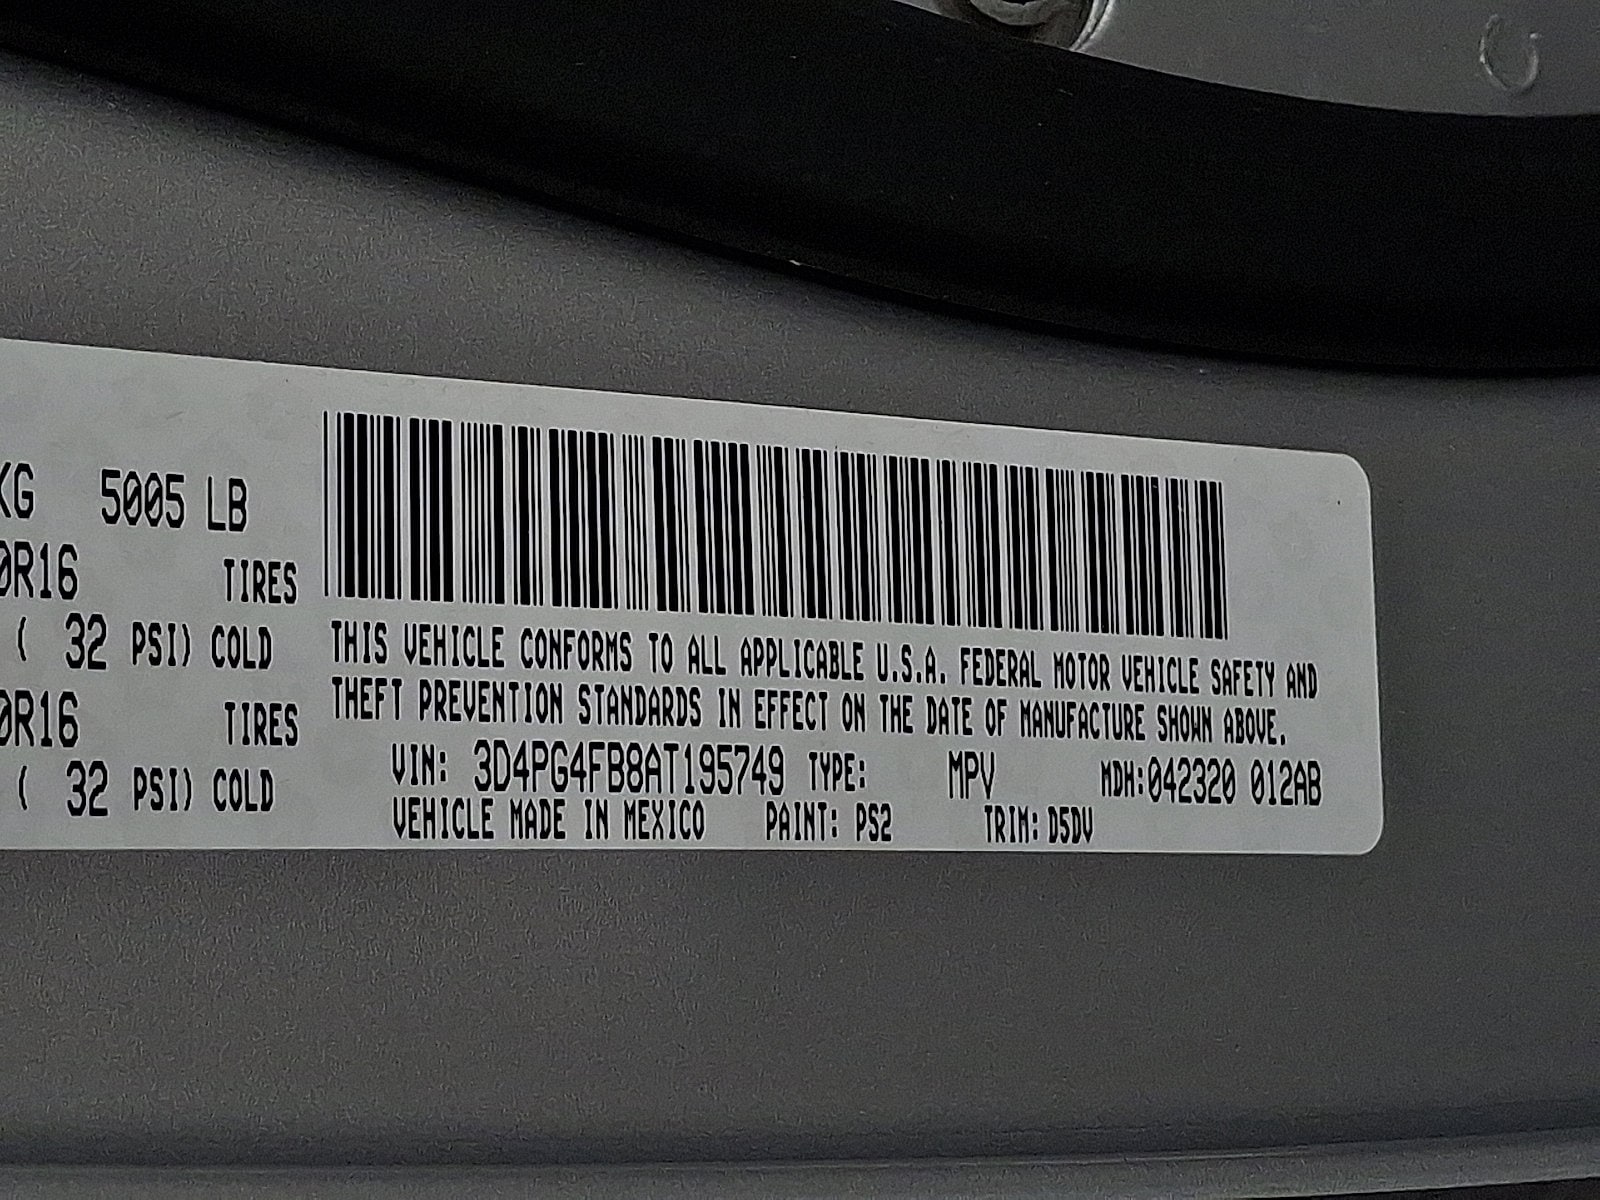 KG 5005 LB
0R16 TIRES
( 32 PSI) COLD
0R16 TIRES
( 32 PSI) COLD
THIS VEHICLE CONFORMS TO ALL APPLICABLE U.S.A. FEDERAL MOTOR VEHICLE SAFETY AND
THEFT PREVENTION STANDARDS IN EFFECT ON THE DATE OF MANUFACTURE SHOWN ABOVE.
VIN: 3D4PG4FB8AT195749 TYPE: MPV MDH:042320 012AB
VEHICLE MADE IN MEXICO PAINT: PS2 TRIM: D5DV